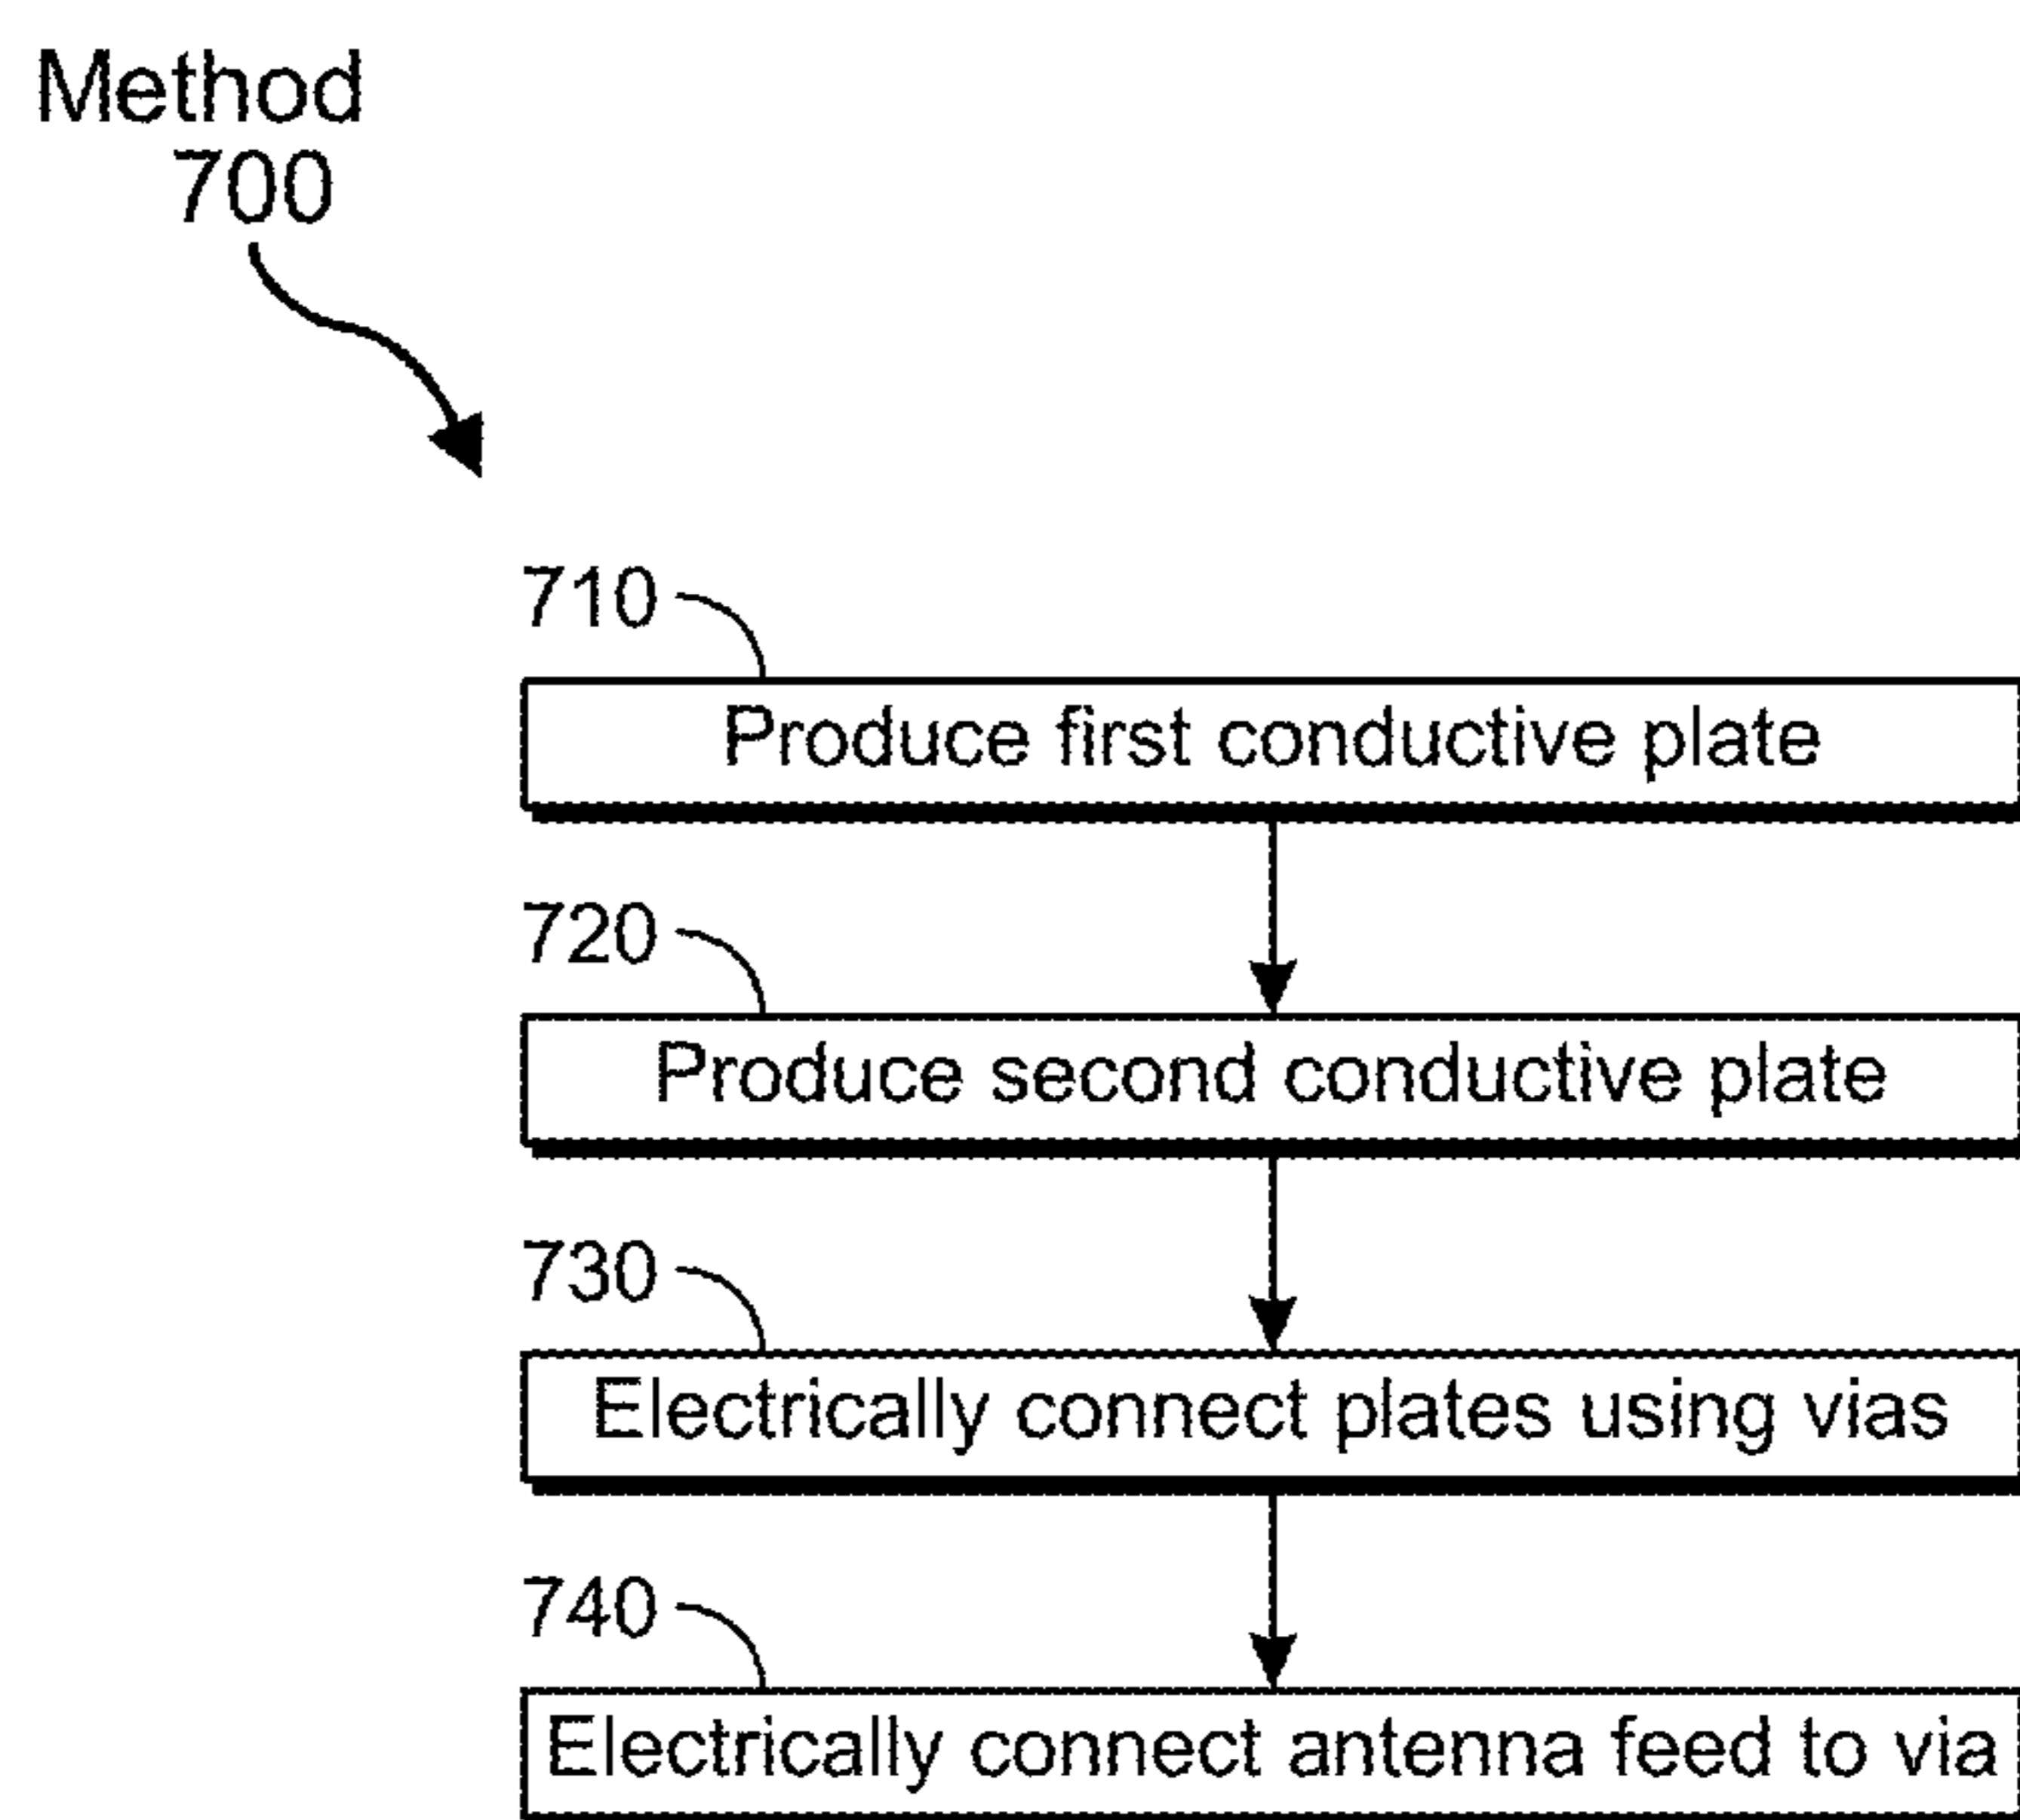 Method
700
710
Produce first conductive plate
720
Produce second conductive plate
730
Electrically connect plates using vias
740
Electrically connect antenna feed to via